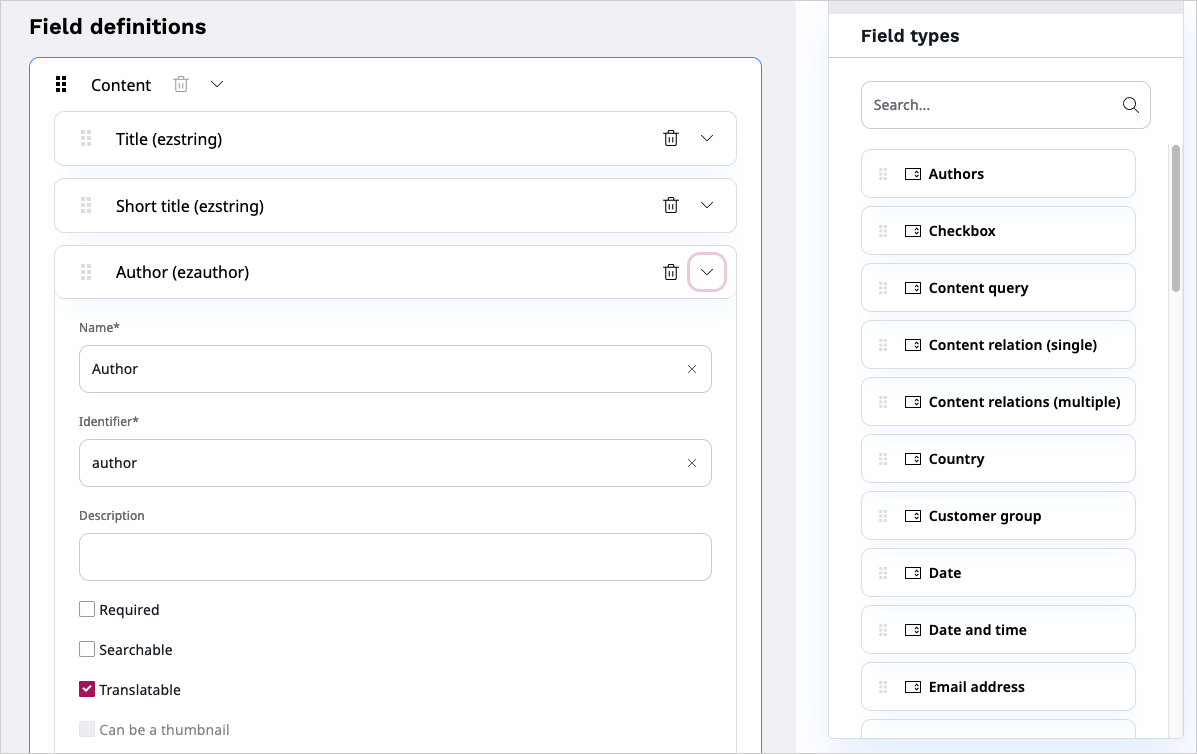 Field definitions
Content
Title (ezstring)
Short title (ezstring)
Author (ezauthor)
Name*
Author
Identifier*
author
Description
Required
Searchable
Translatable
Can be a thumbnail
Field types
Search...
Authors
Checkbox
Content query
Content relation (single)
Content relations (multiple)
Country
Customer group
Date
Date and time
Email address